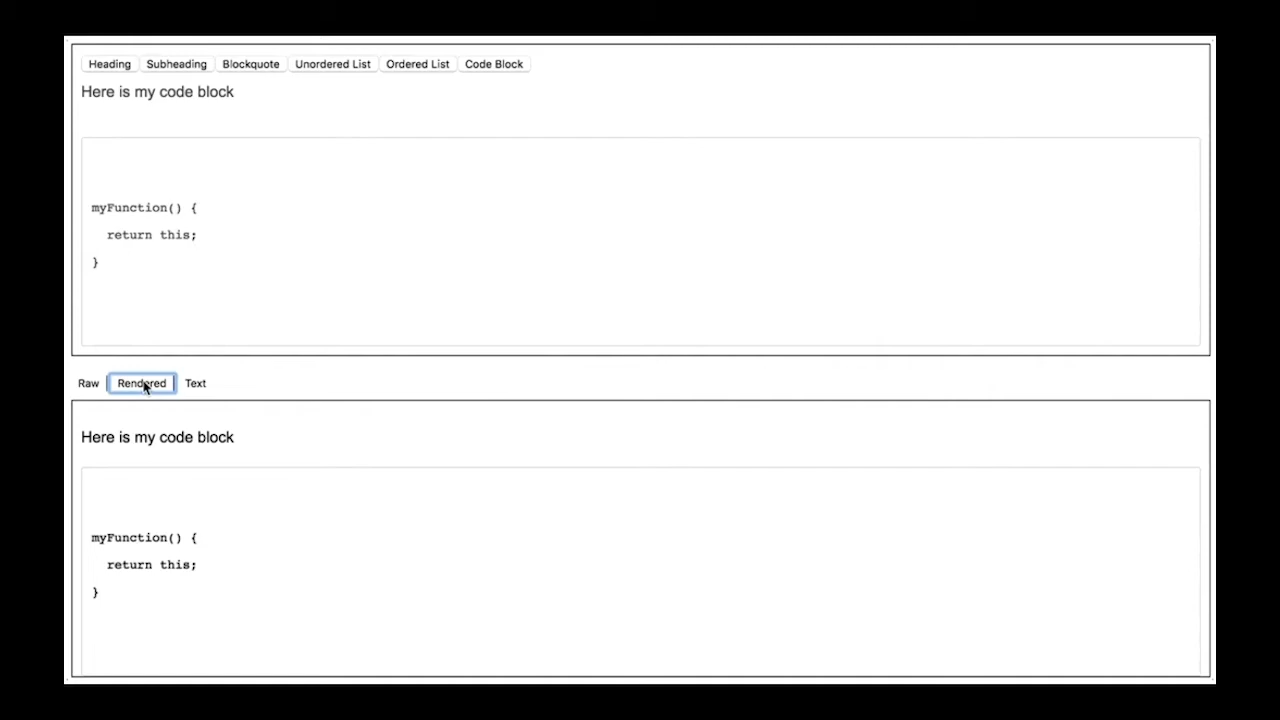 Heading Subheading Blockquote Unordered List Ordered List Code Block
Here is my code block
myFunction() {
  return this;
}
Raw Rendered Text
Here is my code block
myFunction() {
  return this;
}